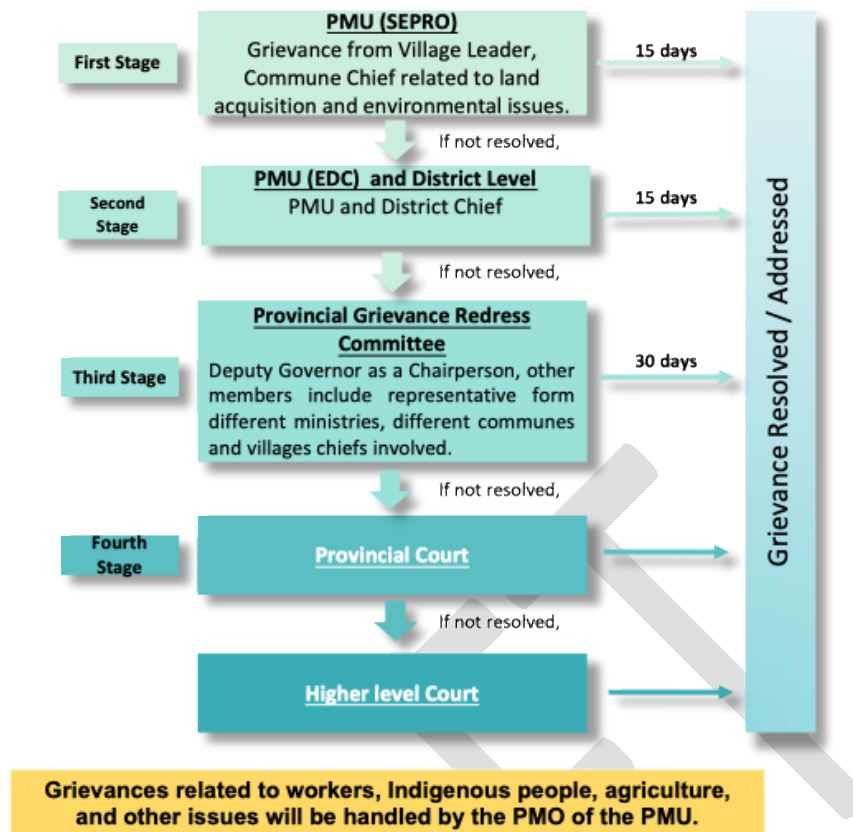 PMU (SEPRO)
First Stage
Grievance from Village Leader,
Commune Chief related to land
acquisition and environmental issues.
15 days
If not resolved,
Second
Stage
PMU (EDC) and District Level
PMU and District Chief
15 days
If not resolved,
Third Stage
Provincial Grievance Redress
Committee
Deputy Governor as a Chairperson, other
members include representative form
different ministries, different communes
and villages chiefs involved.
30 days
If not resolved,
Fourth
Stage
Provincial Court
If not resolved,
Higher level Court
Grievance Resolved / Addressed
Grievances related to workers, Indigenous people, agriculture,
and other issues will be handled by the PMO of the PMU.